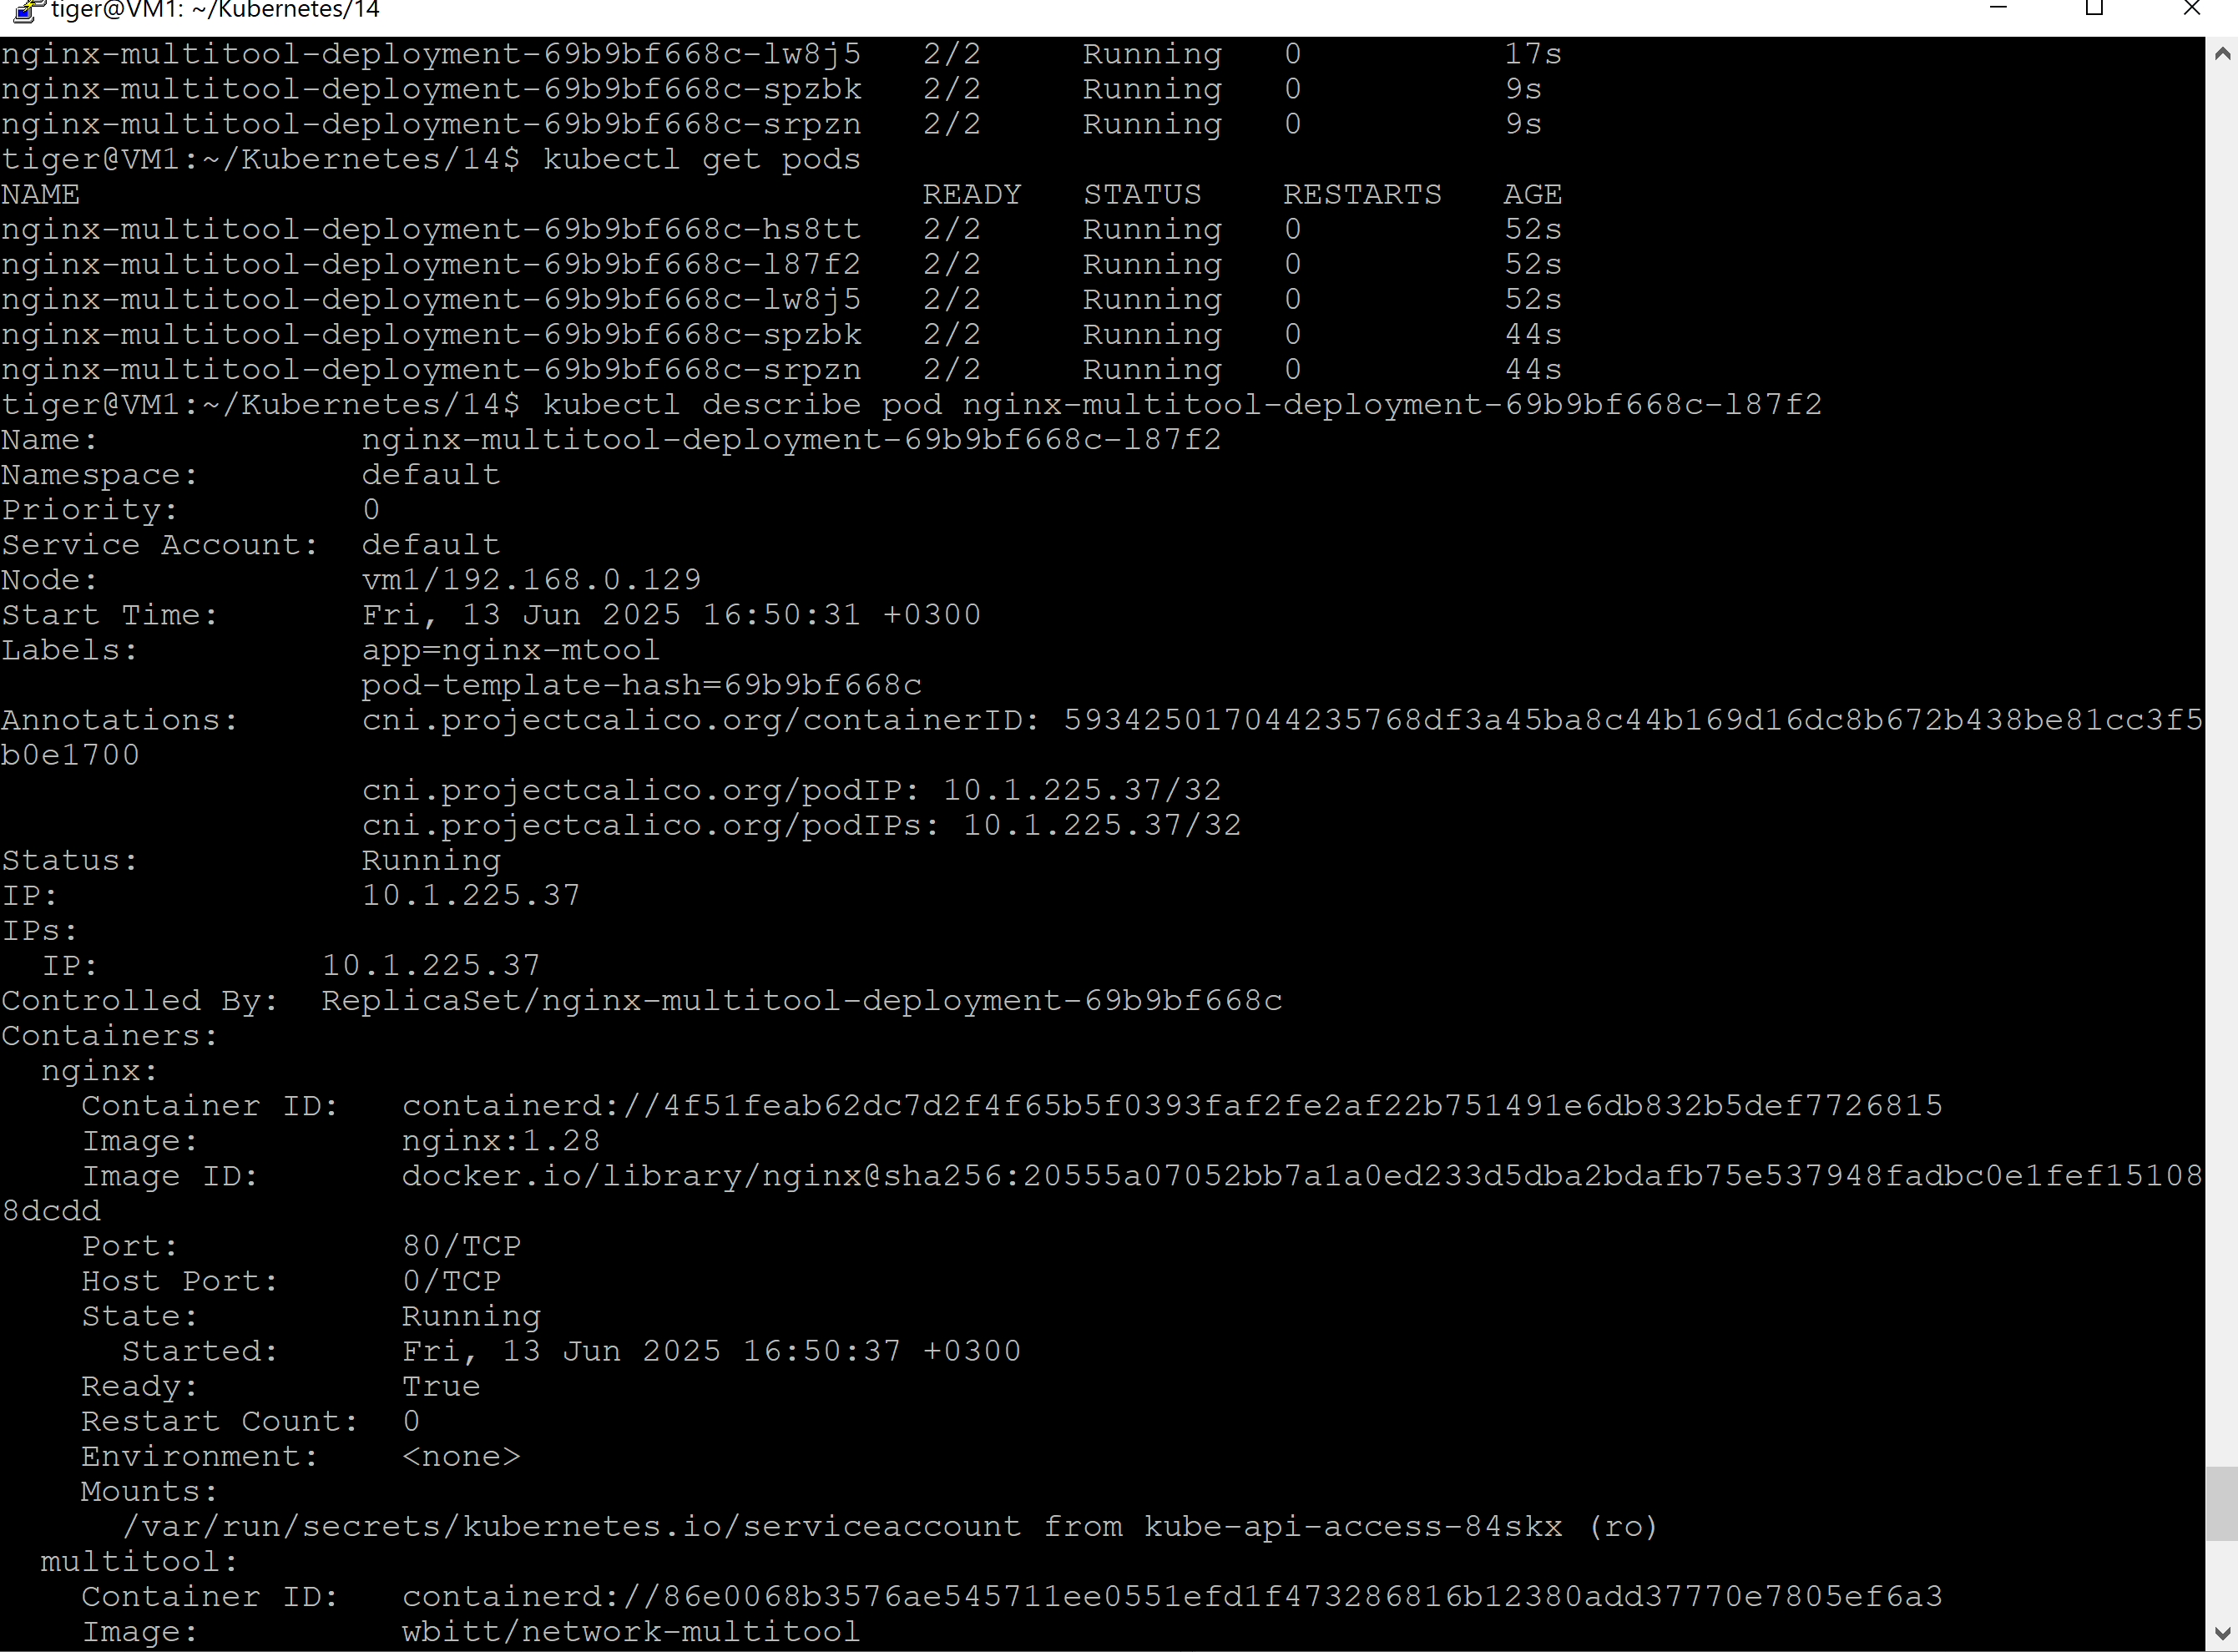 tiger@VM1: ~/Kubernetes/14
nginx-multitool-deployment-69b9bf668c-lw8j5   2/2     Running   0          17s
nginx-multitool-deployment-69b9bf668c-spzbk   2/2     Running   0          9s
nginx-multitool-deployment-69b9bf668c-srpzn   2/2     Running   0          9s
tiger@VM1:~/Kubernetes/14$ kubectl get pods
NAME                                          READY   STATUS    RESTARTS   AGE
nginx-multitool-deployment-69b9bf668c-hs8tt   2/2     Running   0          52s
nginx-multitool-deployment-69b9bf668c-l87f2   2/2     Running   0          52s
nginx-multitool-deployment-69b9bf668c-lw8j5   2/2     Running   0          52s
nginx-multitool-deployment-69b9bf668c-spzbk   2/2     Running   0          44s
nginx-multitool-deployment-69b9bf668c-srpzn   2/2     Running   0          44s
tiger@VM1:~/Kubernetes/14$ kubectl describe pod nginx-multitool-deployment-69b9bf668c-l87f2
Name:             nginx-multitool-deployment-69b9bf668c-l87f2
Namespace:        default
Priority:         0
Service Account:  default
Node:             vm1/192.168.0.129
Start Time:       Fri, 13 Jun 2025 16:50:31 +0300
Labels:           app=nginx-mtool
                  pod-template-hash=69b9bf668c
Annotations:      cni.projectcalico.org/containerID: 593425017044235768df3a45ba8c44b169d16dc8b672b438be81cc3f5
b0e1700
                  cni.projectcalico.org/podIP: 10.1.225.37/32
                  cni.projectcalico.org/podIPs: 10.1.225.37/32
Status:           Running
IP:               10.1.225.37
IPs:
  IP:           10.1.225.37
Controlled By:  ReplicaSet/nginx-multitool-deployment-69b9bf668c
Containers:
  nginx:
    Container ID:   containerd://4f51feab62dc7d2f4f65b5f0393faf2fe2af22b751491e6db832b5def7726815
    Image:          nginx:1.28
    Image ID:       docker.io/library/nginx@sha256:20555a07052bb7a1a0ed233d5dba2bdafb75e537948fadbc0e1fef15108
8dcdd
    Port:           80/TCP
    Host Port:      0/TCP
    State:          Running
      Started:      Fri, 13 Jun 2025 16:50:37 +0300
    Ready:          True
    Restart Count:  0
    Environment:    <none>
    Mounts:
      /var/run/secrets/kubernetes.io/serviceaccount from kube-api-access-84skx (ro)
  multitool:
    Container ID:   containerd://86e0068b3576ae545711ee0551efd1f473286816b12380add37770e7805ef6a3
    Image:          wbitt/network-multitool